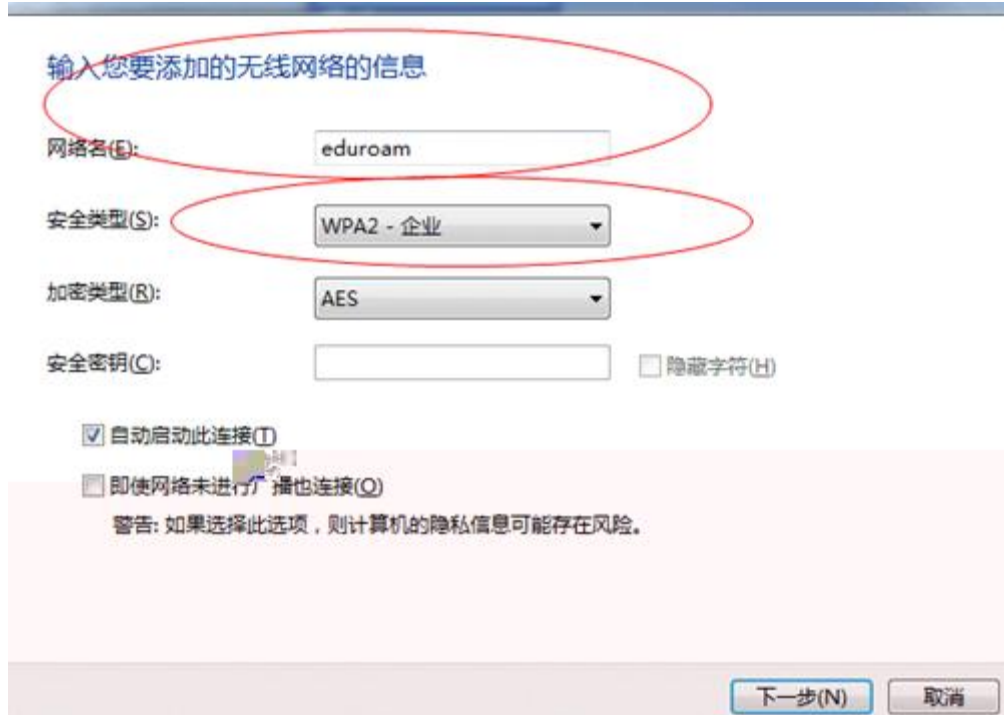 输入您要添加的无线网络的信息
网络名(E): eduroam
安全类型(S): WPA2 - 企业
加密类型(R): AES
安全密钥(C): 隐藏字符(H)
自动启动此连接(T)
即使网络未进行广播也连接(O)
警告: 如果选择此选项，则计算机的隐私信息可能存在风险。
下一步(N) 取消